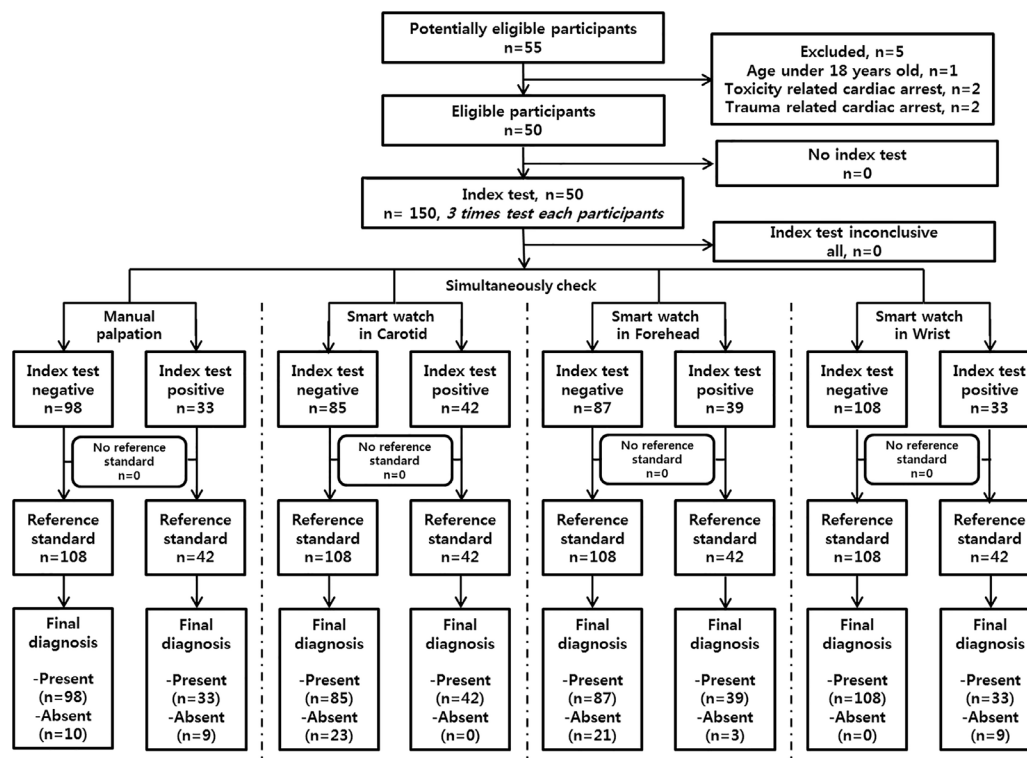 Potentially eligible participants
n=55
Excluded, n=5
Age under 18 years old, n=1
Toxicity related cardiac arrest, n=2
Trauma related cardiac arrest, n=2
Eligible participants
n=50
No index test
n=0
Index test, n=50
n= 150, 3 times test each participants
Index test inconclusive
all, n=0
Simultaneously check
Manual
palpation
Index test
negative
n=98
Index test
positive
n=33
No reference
standard
n=0
Reference
standard
n=108
Reference
standard
n=42
Final
diagnosis
-Present
(n=98)
-Absent
(n=10)
Final
diagnosis
-Present
(n=33)
-Absent
(n=9)
Smart watch
in Carotid
Index test
negative
n=85
Index test
positive
n=42
No reference
standard
n=0
Reference
standard
n=108
Reference
standard
n=42
Final
diagnosis
-Present
(n=85)
-Absent
(n=23)
Final
diagnosis
-Present
(n=42)
-Absent
(n=0)
Smart watch
in Forehead
Index test
negative
n=87
Index test
positive
n=39
No reference
standard
n=0
Reference
standard
n=108
Reference
standard
n=42
Final
diagnosis
-Present
(n=87)
-Absent
(n=21)
Final
diagnosis
-Present
(n=39)
-Absent
(n=3)
Smart watch
in Wrist
Index test
negative
n=108
Index test
positive
n=33
No reference
standard
n=0
Reference
standard
n=108
Reference
standard
n=42
Final
diagnosis
-Present
(n=108)
-Absent
(n=0)
Final
diagnosis
-Present
(n=33)
-Absent
(n=9)